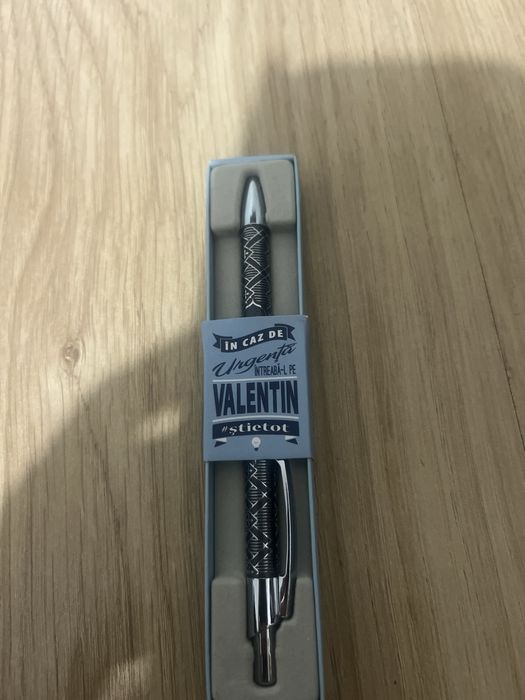 ÎN CAZ DE
Urgență
ÎNTREABĂ-L PE
VALENTIN
#știetot